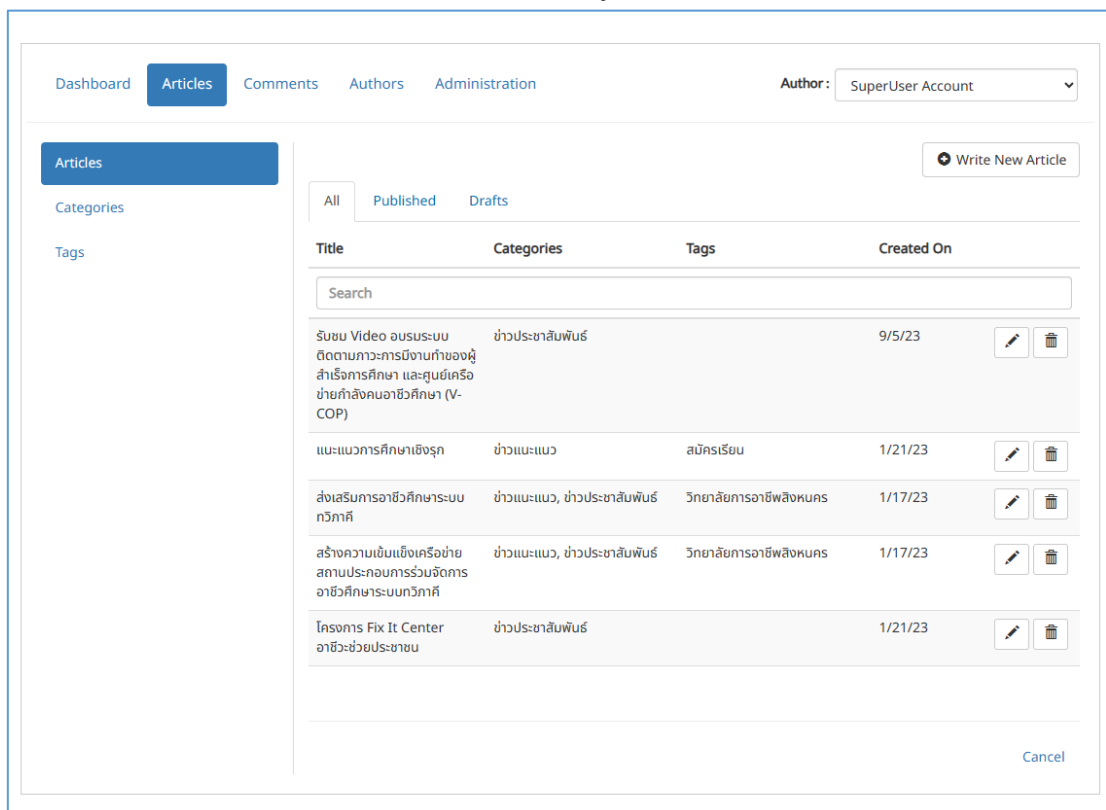 Dashboard Articles Comments Authors Administration Author : SuperUser Account
Articles
Write New Article
Categories
All Published Drafts
Tags
Title Categories Tags Created On
Search
รับชม Video อบรมระบบ ข่าวประชาสัมพันธ์ 9/5/23
ติดตามภาวะการมีงานทำของผู้
สำเร็จการศึกษา และศูนย์เครือ
ข่ายกำลังคนอาชีวศึกษา (V-
COP)
แนะแนวการศึกษาเชิงรุก ข่าวแนะแนว สมัครเรียน 1/21/23
ส่งเสริมการอาชีวศึกษาระบบ ข่าวแนะแนว, ข่าวประชาสัมพันธ์ วิทยาลัยการอาชีพสิงหนคร 1/17/23
ทวิภาคี
สร้างความเข้มแข็งเครือข่าย ข่าวแนะแนว, ข่าวประชาสัมพันธ์ วิทยาลัยการอาชีพสิงหนคร 1/17/23
สถานประกอบการร่วมจัดการ
อาชีวศึกษาระบบทวิภาคี
โครงการ Fix It Center ข่าวประชาสัมพันธ์ 1/21/23
อาชีวะช่วยประชาชน
Cancel